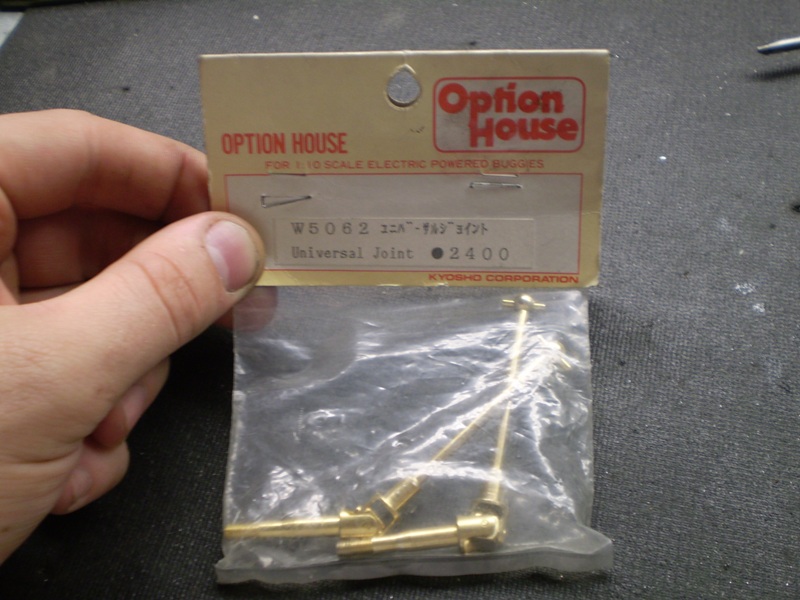 Option
House
OPTION HOUSE
FOR 1:10 SCALE ELECTRIC POWERED BUGGIES
W5062 ﾕﾆﾊﾞ-ｻﾙｼﾞｮｲﾝﾄ
Universal Joint ●2400
KYOSHO CORPORATION